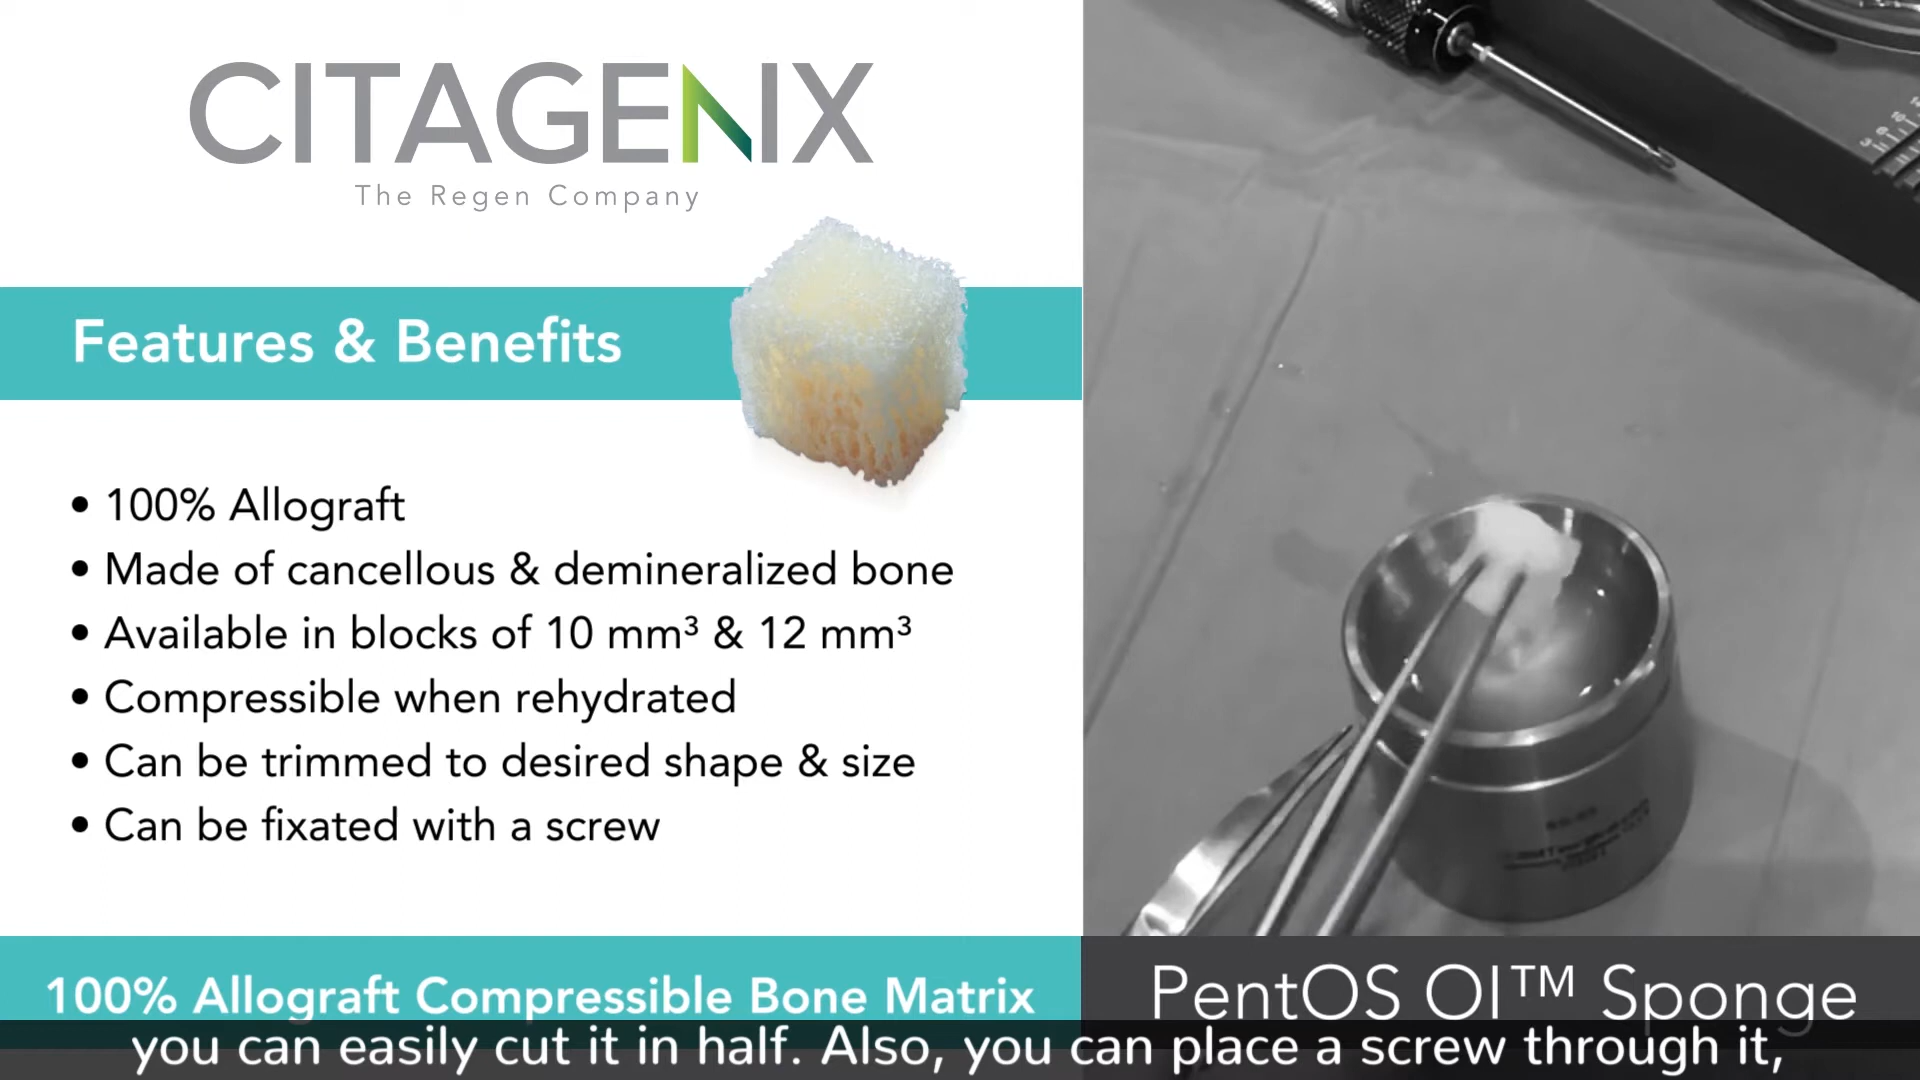 CITAGENIX
The Regen Company
Features & Benefits
• 100% Allograft
• Made of cancellous & demineralized bone
• Available in blocks of 10 mm³ & 12 mm³
• Compressible when rehydrated
• Can be trimmed to desired shape & size
• Can be fixated with a screw
100% Allograft Compressible Bone Matrix
PentOS OI™ Sponge
you can easily cut it in half. Also, you can place a screw through it,